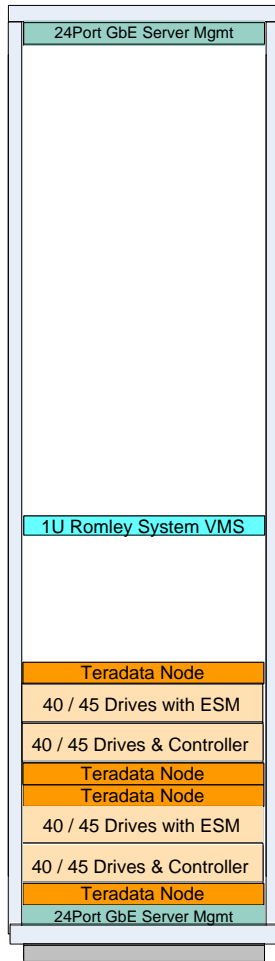 24Port GbE Server Mgmt
1U Romley System VMS
Teradata Node
40 / 45 Drives with ESM
40 / 45 Drives & Controller
Teradata Node
Teradata Node
40 / 45 Drives with ESM
40 / 45 Drives & Controller
Teradata Node
24Port GbE Server Mgmt